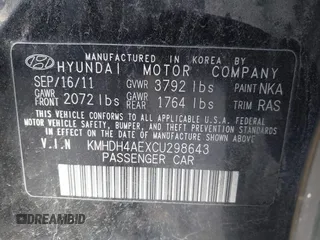 MANUFACTURED IN KOREA BY
HYUNDAI MOTOR COMPANY
SEP/16/11 GVWR 3792 lbs PAINT NKA
GAWR FRONT 2072 lbs GAWR REAR 1764 lbs TRIM RAS
THIS VEHICLE CONFORMS TO ALL APPLICABLE FEDERAL
MOTOR VEHICLE SAFETY, BUMPER, AND THEFT PREVENTION
STANDARDS IN EFFECT IN U.S.A. ON THE DATE OF
MANUFACTURE SHOWN ABOVE.
V.I.N KMHDH4AEXCU298643
PASSENGER CAR
DREAMBID